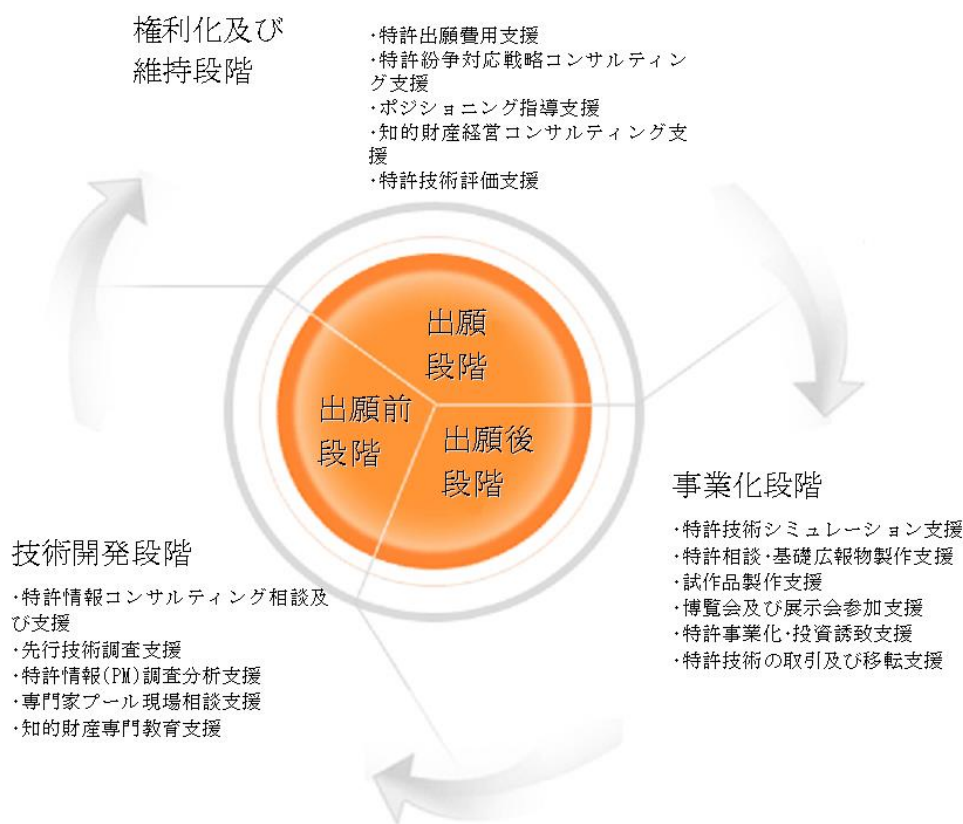 権利化及び
維持段階
・特許出願費用支援
・特許紛争対応戦略コンサルティン
グ支援
・ポジショニング指導支援
・知的財産経営コンサルティング支
援
・特許技術評価支援
出願
段階
出願前
段階
出願後
段階
事業化段階
・特許技術シミュレーション支援
・特許相談・基礎広報物製作支援
・試作品製作支援
・博覧会及び展示会参加支援
・特許事業化・投資誘致支援
・特許技術の取引及び移転支援
技術開発段階
・特許情報コンサルティング相談及
び支援
・先行技術調査支援
・特許情報(PM)調査分析支援
・専門家プール現場相談支援
・知的財産専門教育支援